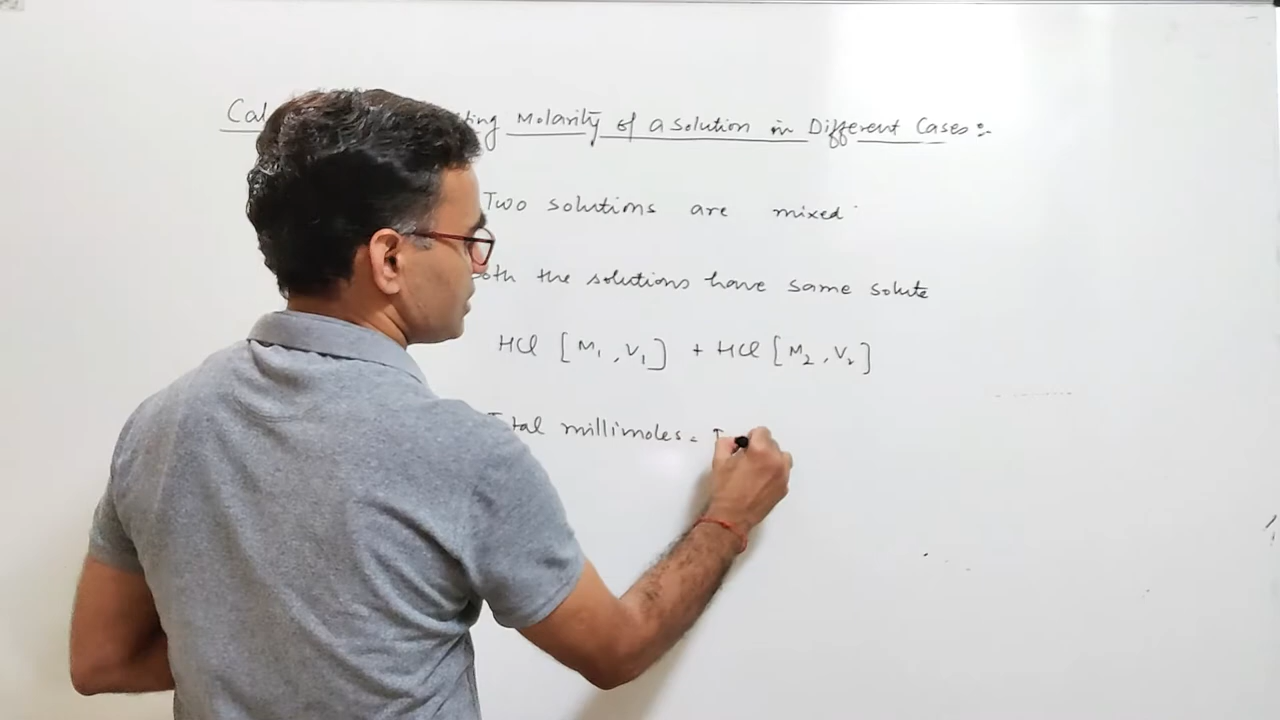 Cal ting Molarity of a solution in Different Cases :-
Two solutions are mixed
oth the solutions have same solute
HCl [M₁, V₁] + HCl [M₂, V₂]
tal millimoles =